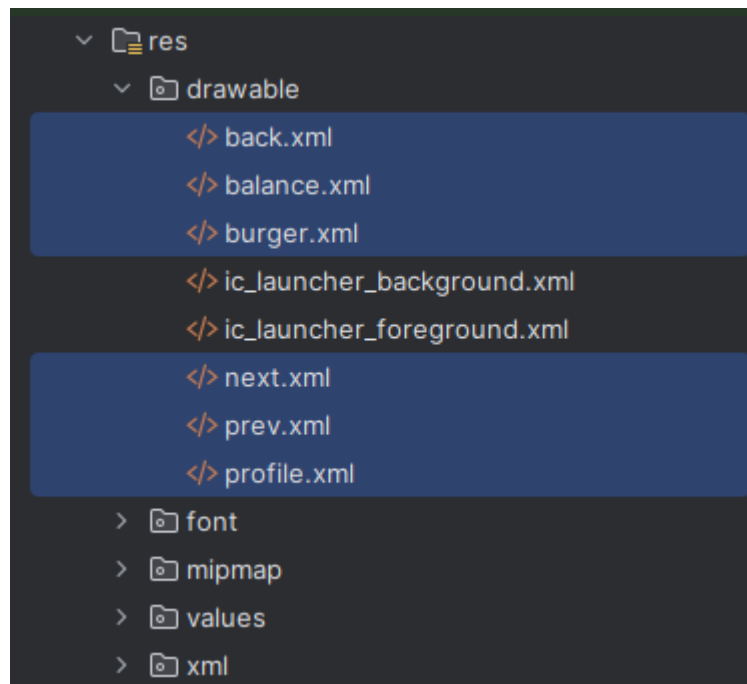 res
drawable
</> back.xml
</> balance.xml
</> burger.xml
</> ic_launcher_background.xml
</> ic_launcher_foreground.xml
</> next.xml
</> prev.xml
</> profile.xml
font
mipmap
values
xml